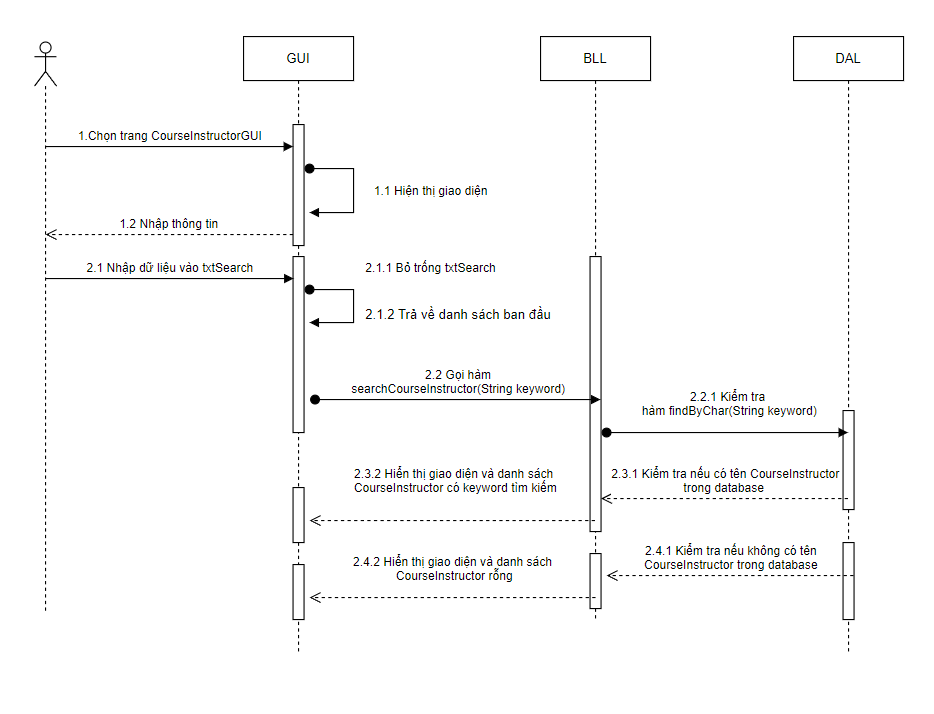 GUI
BLL
DAL
1.Chọn trang CourseInstructorGUI
1.1 Hiện thị giao diện
1.2 Nhập thông tin
2.1 Nhập dữ liệu vào txtSearch
2.1.1 Bỏ trống txtSearch
2.1.2 Trả về danh sách ban đầu
2.2 Gọi hàm
searchCourseInstructor(String keyword)
2.2.1 Kiểm tra
hàm findByChar(String keyword)
2.3.2 Hiển thị giao diện và danh sách
CourseInstructor có keyword tìm kiếm
2.3.1 Kiểm tra nếu có tên CourseInstructor
trong database
2.4.2 Hiển thị giao diện và danh sách
CourseInstructor rỗng
2.4.1 Kiểm tra nếu không có tên
CourseInstructor trong database